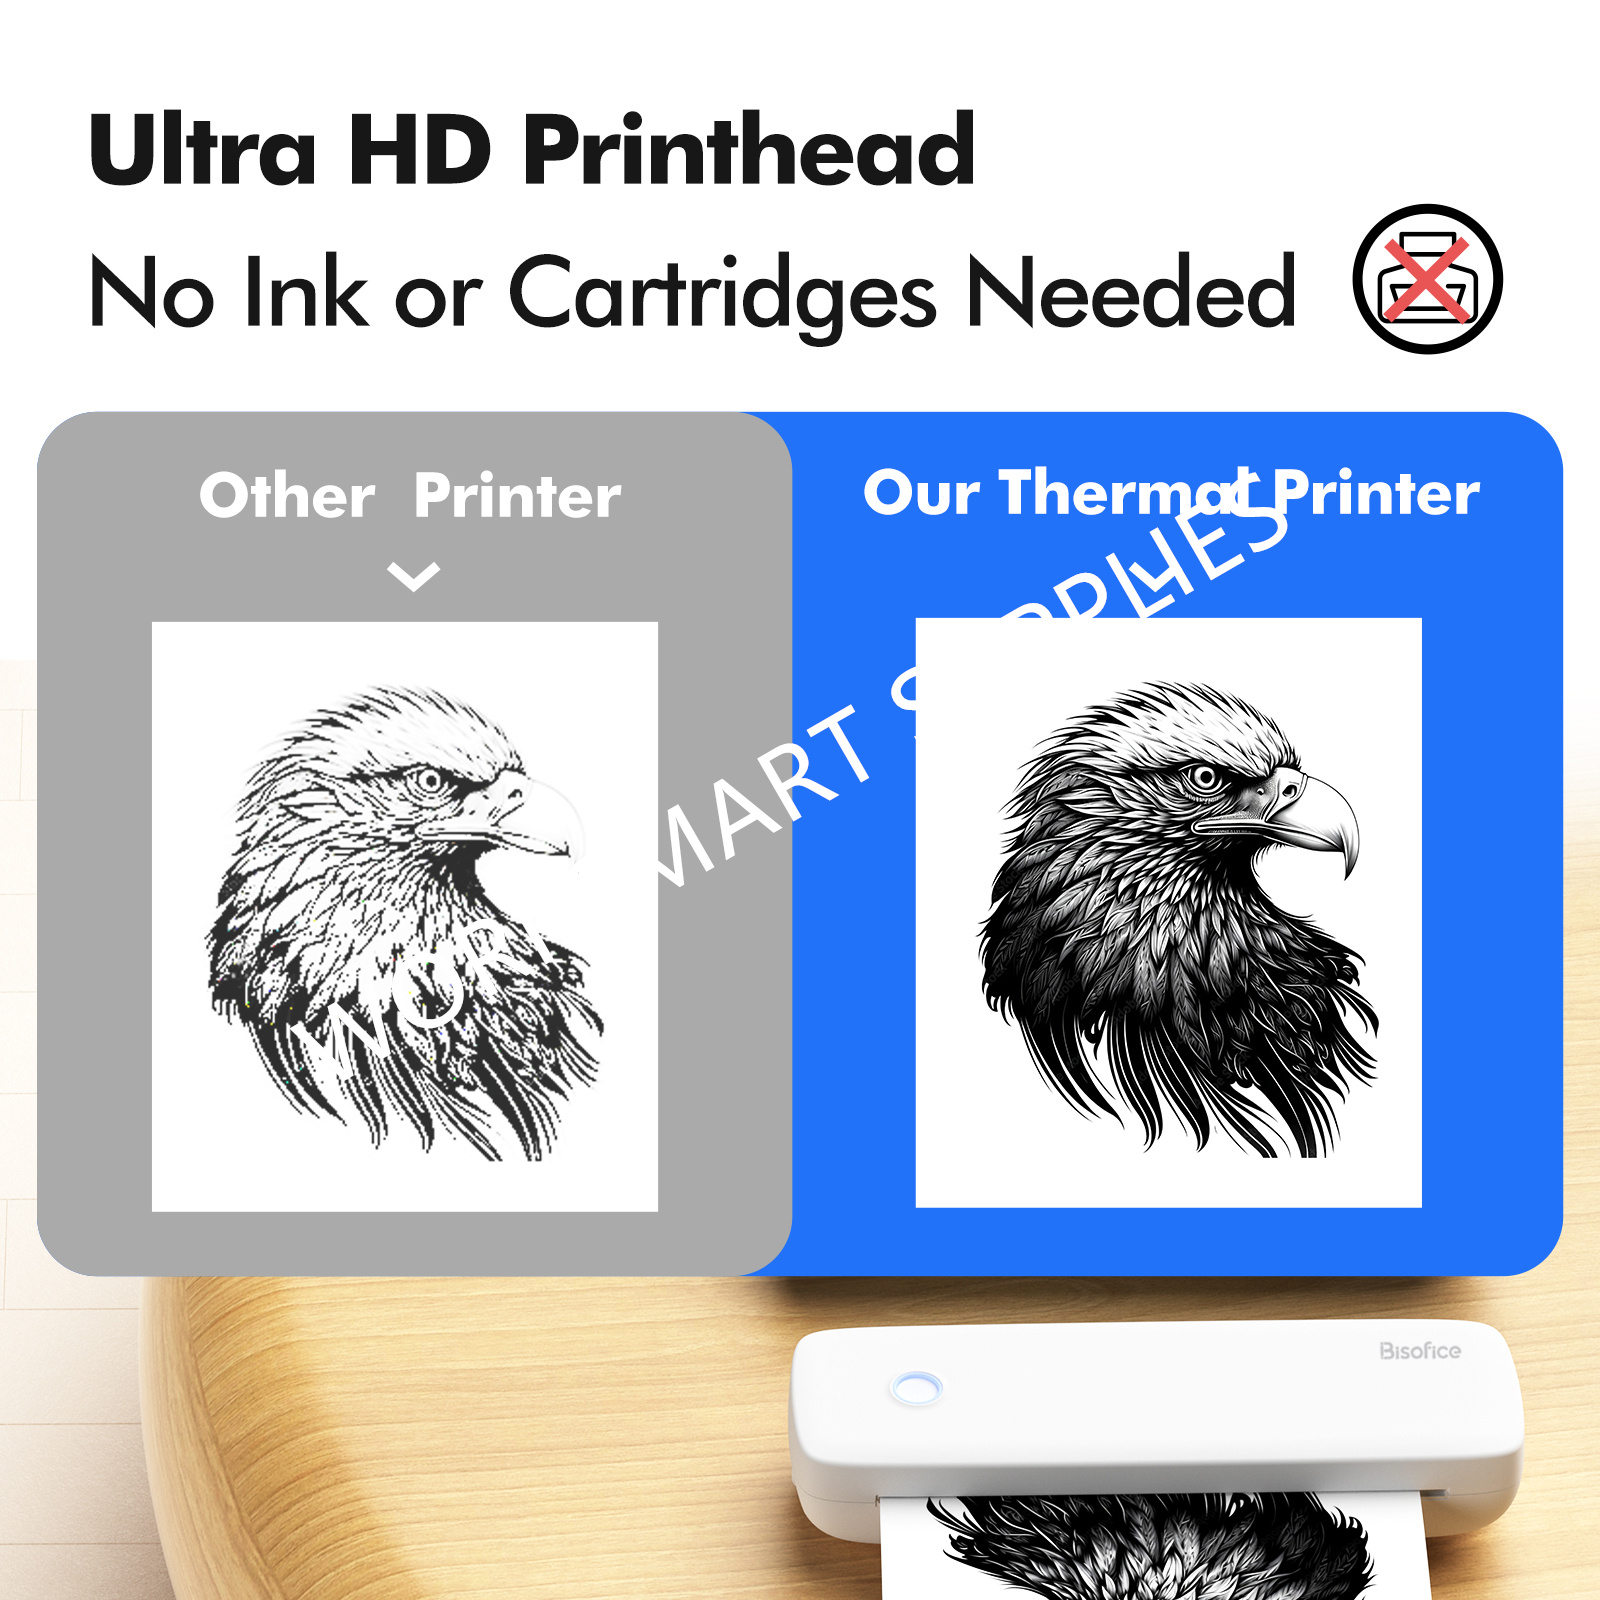 Ultra HD Printhead
No Ink or Cartridges Needed
Other Printer
Our Thermal Printer
MART
Bisofice